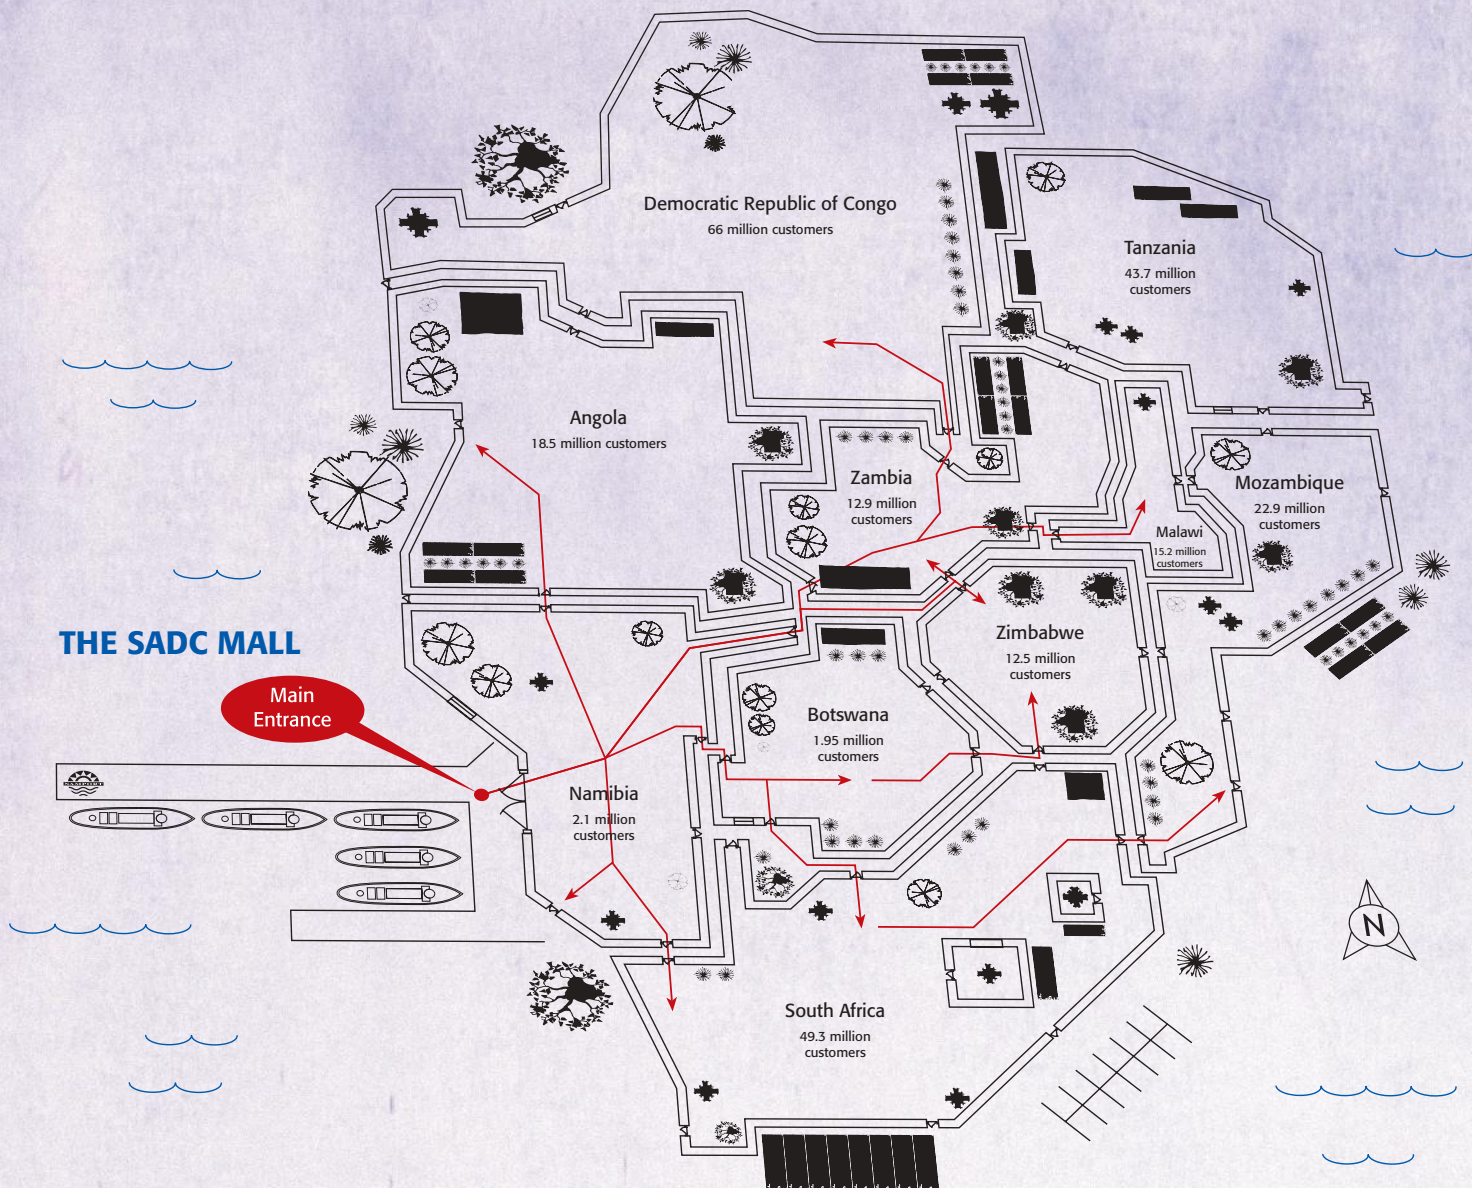 Democratic Republic of Congo
66 million customers
Tanzania
43.7 million
customers
Angola
18.5 million customers
Zambia
12.9 million
customers
Mozambique
22.9 million
customers
Malawi
15.2 million
customers
THE SADC MALL
Main
Entrance
Zimbabwe
12.5 million
customers
Botswana
1.95 million
customers
NAMPORT
Namibia
2.1 million
customers
N
South Africa
49.3 million
customers